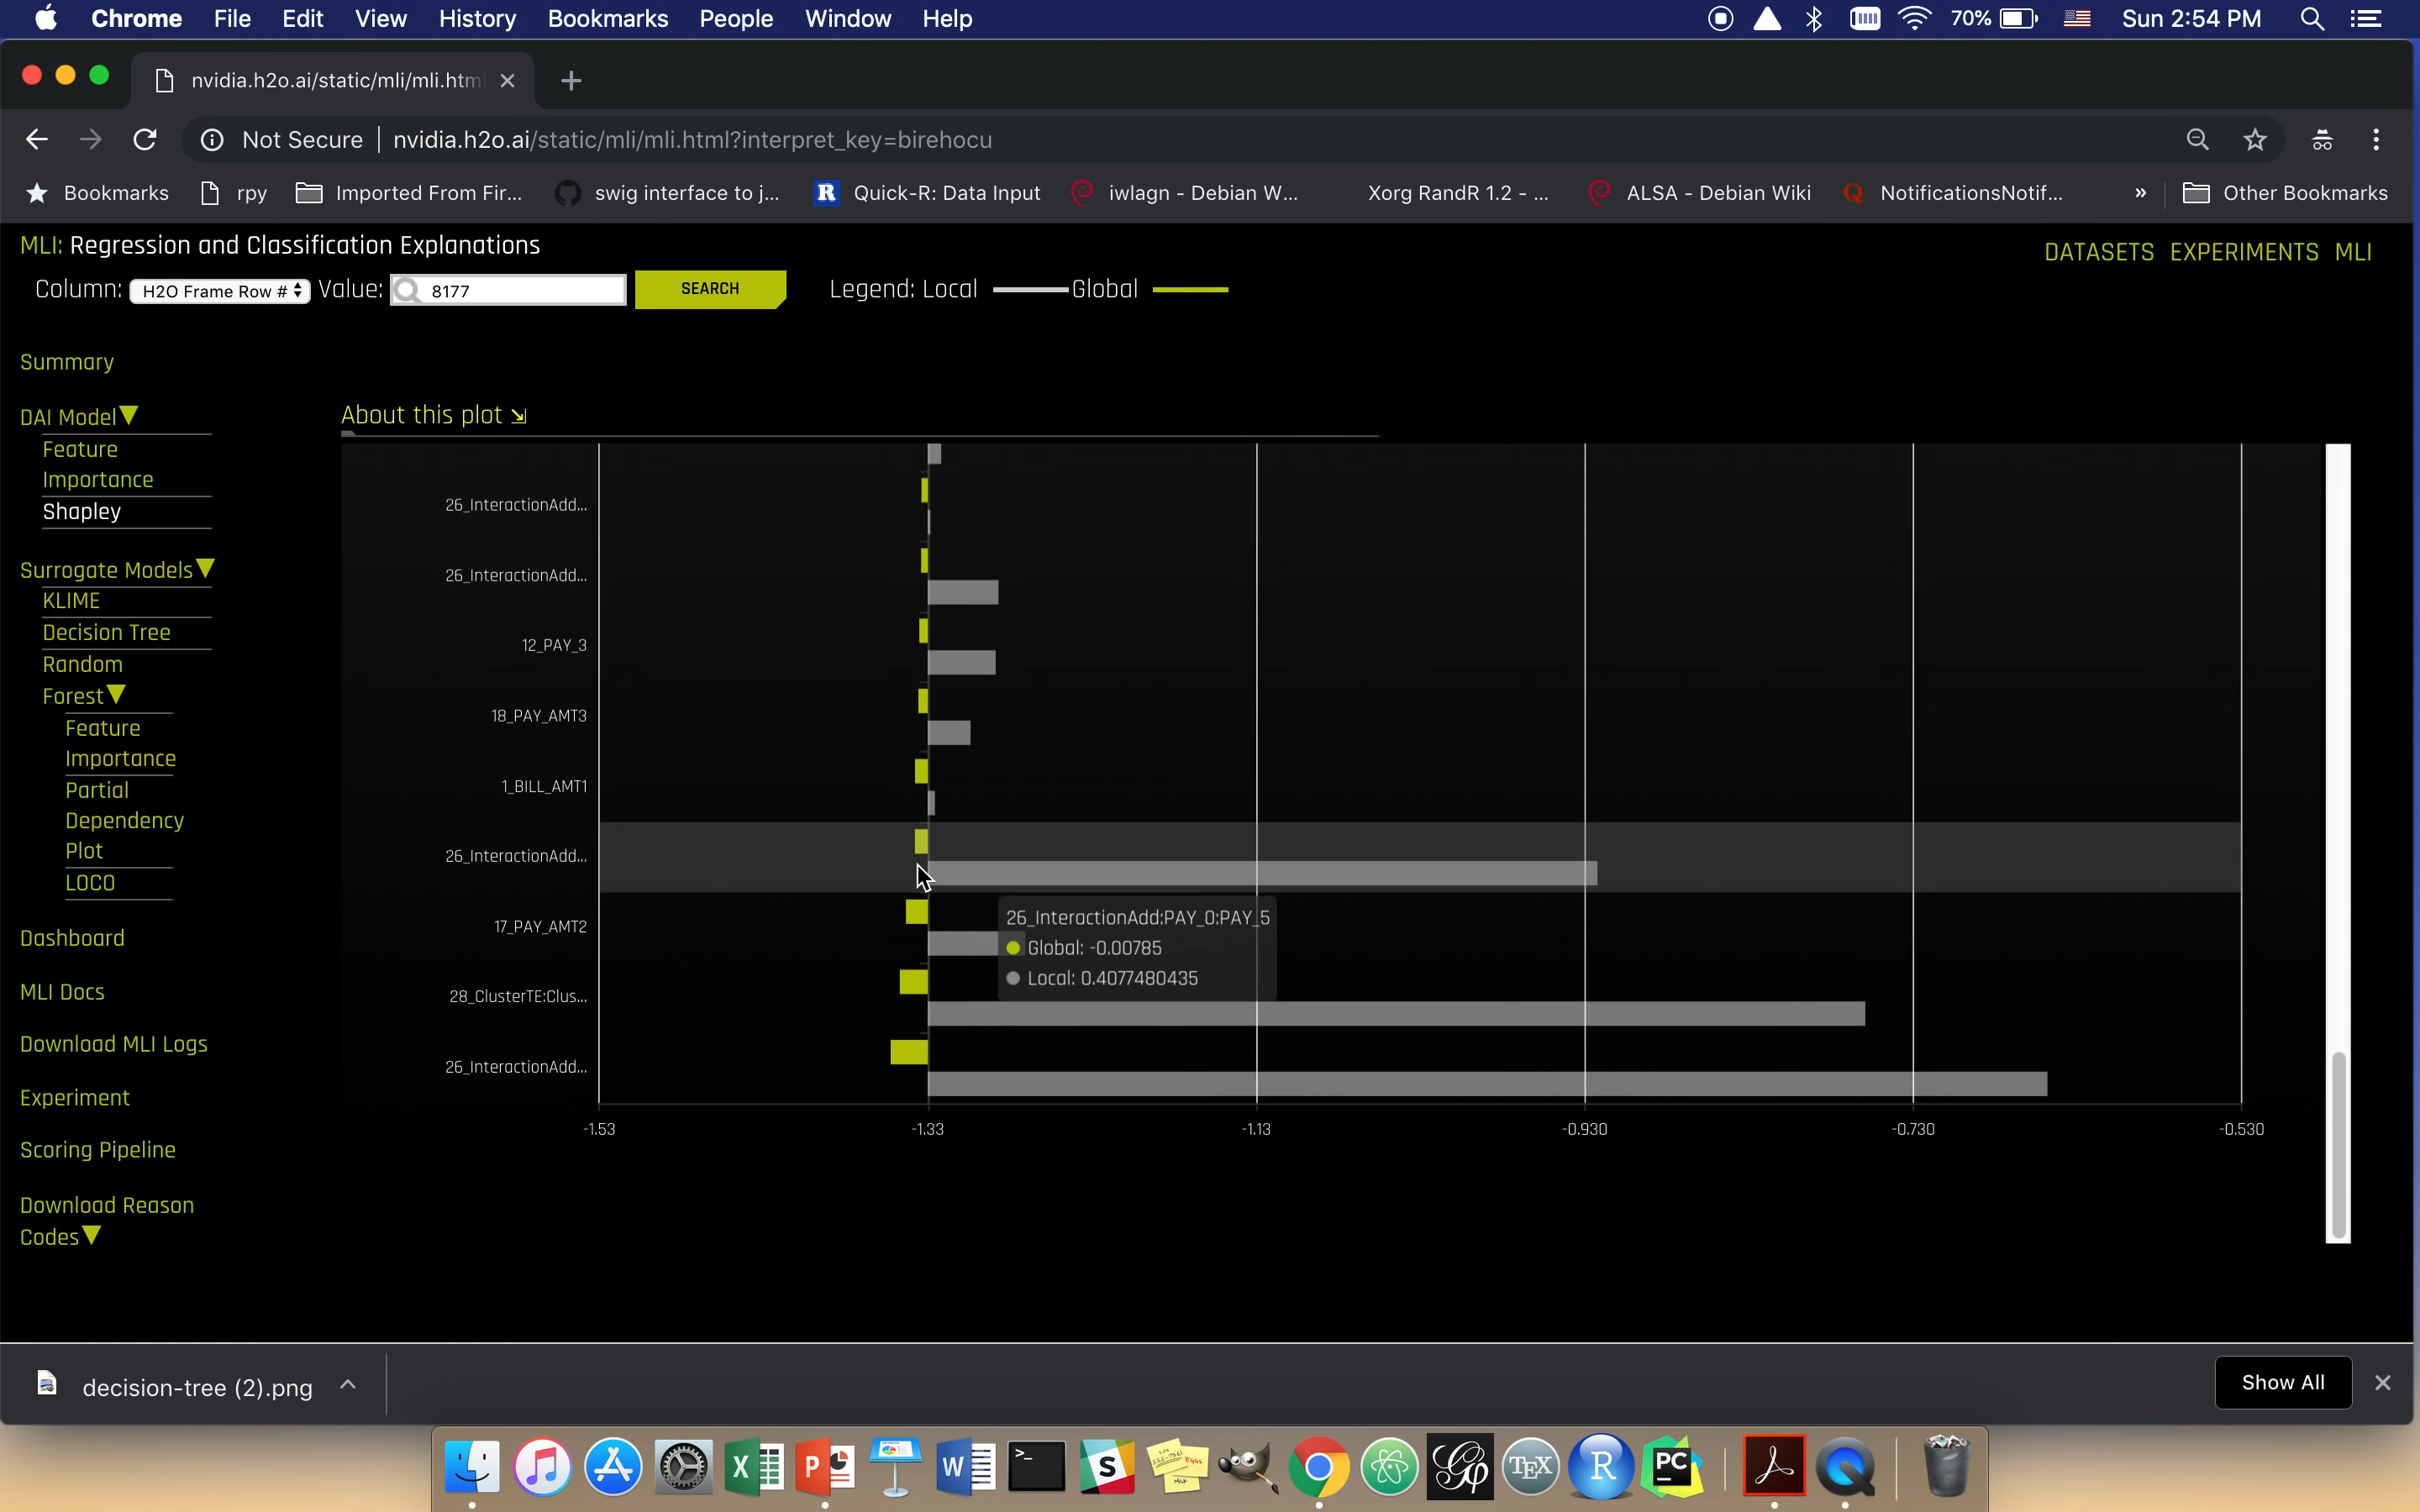 Chrome File Edit View History Bookmarks People Window Help 70% Sun 2:54 PM
nvidia.h2o.ai/static/mli/mli.htm
Not Secure nvidia.h2o.ai/static/mli/mli.html?interpret_key=birehocu
Bookmarks rpy Imported From Fir... swig interface to j... R Quick-R: Data Input iwlagn - Debian W... Xorg RandR 1.2 - ... ALSA - Debian Wiki NotificationsNotif... » Other Bookmarks
MLI: Regression and Classification Explanations
DATASETS EXPERIMENTS MLI
Column: H2O Frame Row # Value: 8177 SEARCH Legend: Local Global
Summary
DAI Model
Feature
Importance
Shapley
Surrogate Models
KLIME
Decision Tree
Random
Forest
Feature
Importance
Partial
Dependency
Plot
LOCO
Dashboard
MLI Docs
Download MLI Logs
Experiment
Scoring Pipeline
Download Reason
Codes
About this plot
26_InteractionAdd...
26_InteractionAdd...
12_PAY_3
18_PAY_AMT3
1_BILL_AMT1
26_InteractionAdd...
17_PAY_AMT2
28_ClusterTE:Clus...
26_InteractionAdd...
26_InteractionAdd:PAY_0:PAY_5
Global: -0.00785
Local: 0.4077480435
-1.53 -1.33 -1.13 -0.930 -0.730 -0.530
decision-tree (2).png
Show All
X P W >_ S TEX R PC